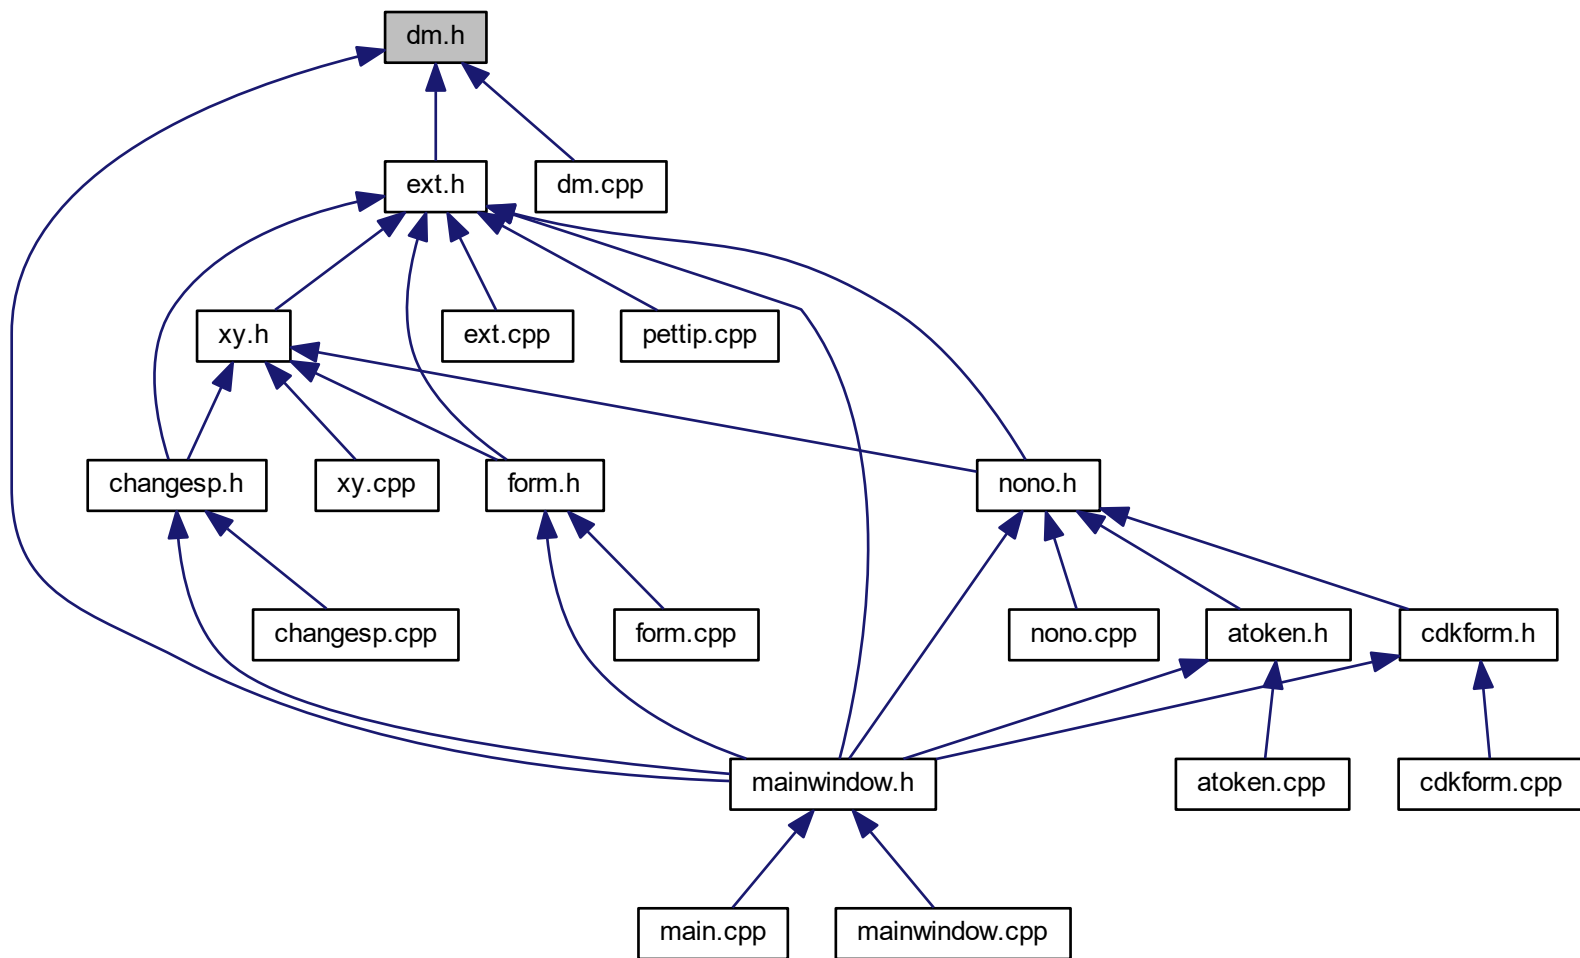 dm.h
ext.h
dm.cpp
xy.h
ext.cpp
pettip.cpp
changesp.h
xy.cpp
form.h
nono.h
changesp.cpp
form.cpp
nono.cpp
atoken.h
cdkform.h
mainwindow.h
atoken.cpp
cdkform.cpp
main.cpp
mainwindow.cpp